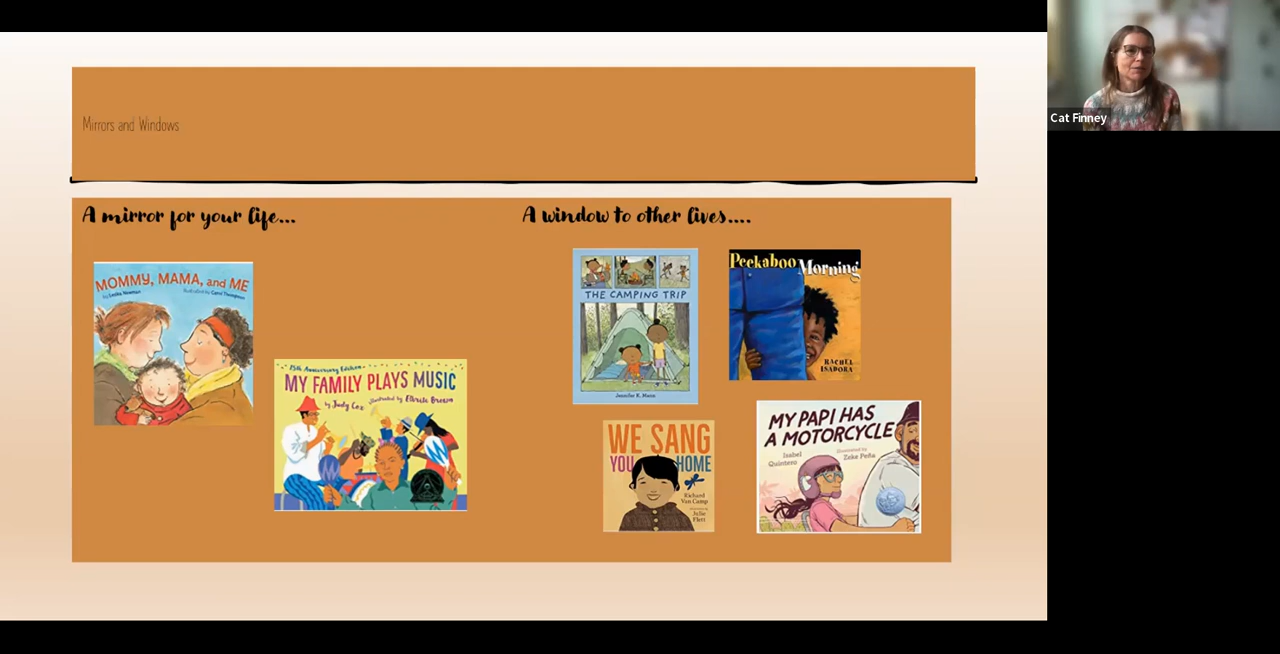 Mirrors and Windows
A mirror for your life...
MOMMY, MAMA, and ME
by Lesléa Newman
illustrated by Carol Thompson
15th Anniversary Edition
MY FAMILY PLAYS MUSIC
by Judy Cox
illustrated by Elbrite Brown
A window to other lives....
THE CAMPING TRIP
Jennifer K. Mann
Peekaboo Morning
RACHEL
ISADORA
WE SANG
YOU HOME
Richard
Van Camp
Julie
Flett
MY PAPI HAS
A MOTORCYCLE
Isabel
Quintero
illustrated by
Zeke Peña
Cat Finney